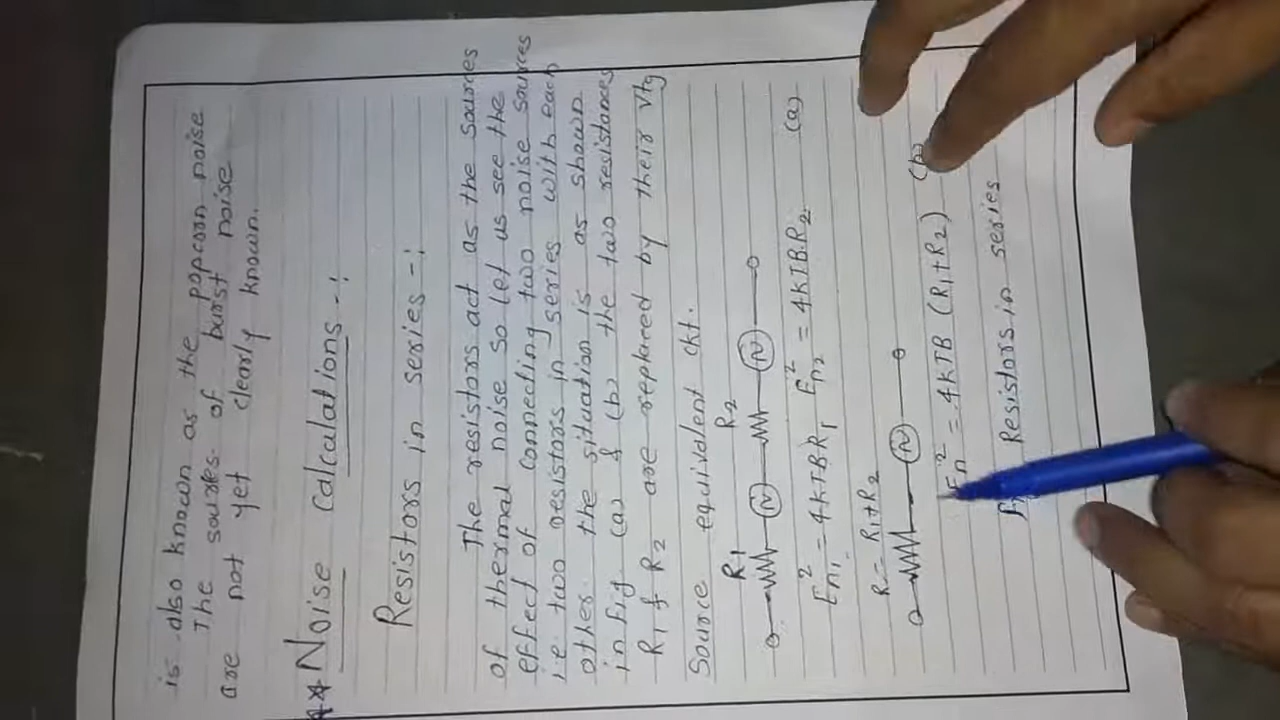 is also known as the popcorn noise
The sources of burst noise
are not yet clearly known.
** Noise Calculations -:
Resistors in series -:
The resistors act as the sources
of thermal noise so let us see the
effect of connecting two noise sources
i.e two resistors in series with each
other the situation is as shown
in fig (a) & (b) the two resistances
R1 & R2 are replaced by their vtg
Source equivalent ckt.
R1 R2
En1² = 4KTBR1 En2² = 4KTB.R2 (a)
R = R1+R2
En² = 4KTB (R1+R2) (b)
Resistors in series